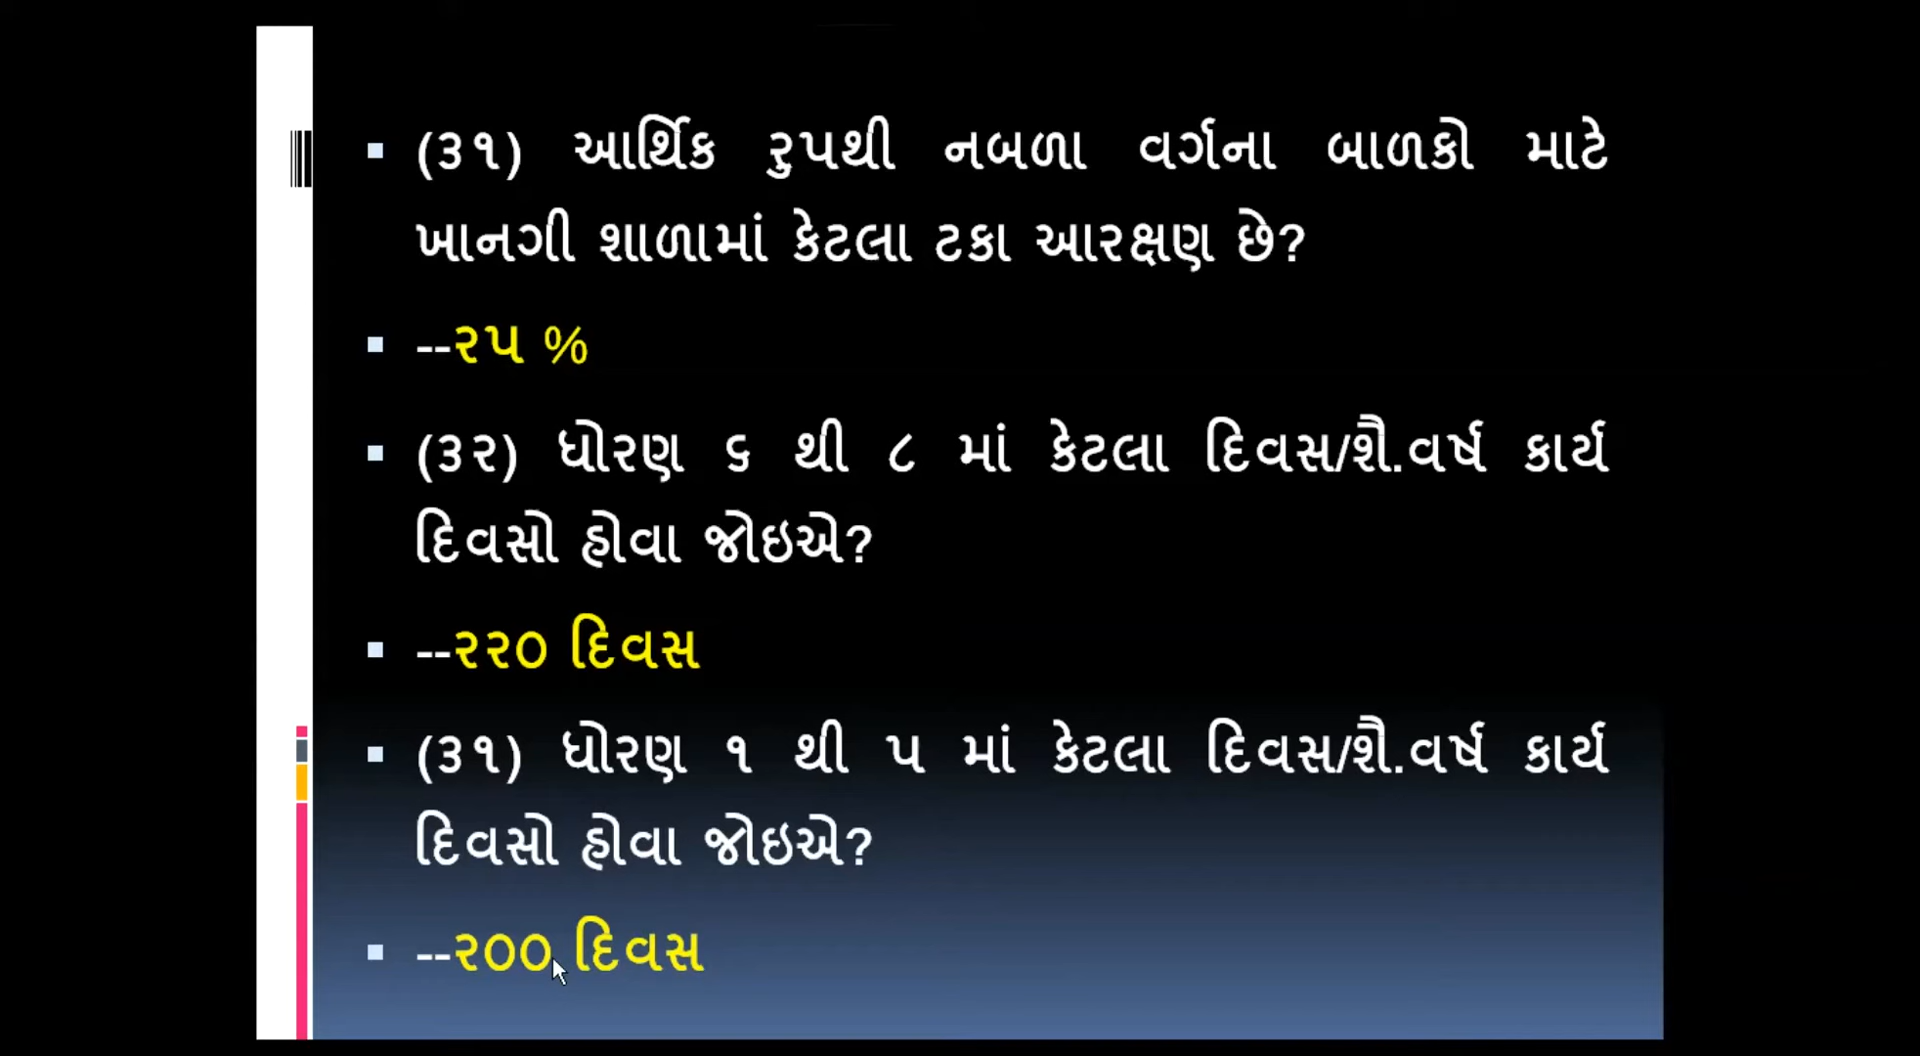 (૩૧) આર્થિક રુપથી નબળા વર્ગના બાળકો માટે
ખાનગી શાળામાં કેટલા ટકા આરક્ષણ છે?
--૨૫ %
(૩૨) ધોરણ ૬ થી ૮ માં કેટલા દિવસ/શૈ.વર્ષ કાર્ય
દિવસો હોવા જોઇએ?
--૨૨૦ દિવસ
(૩૧) ધોરણ ૧ થી ૫ માં કેટલા દિવસ/શૈ.વર્ષ કાર્ય
દિવસો હોવા જોઇએ?
--૨૦૦ દિવસ